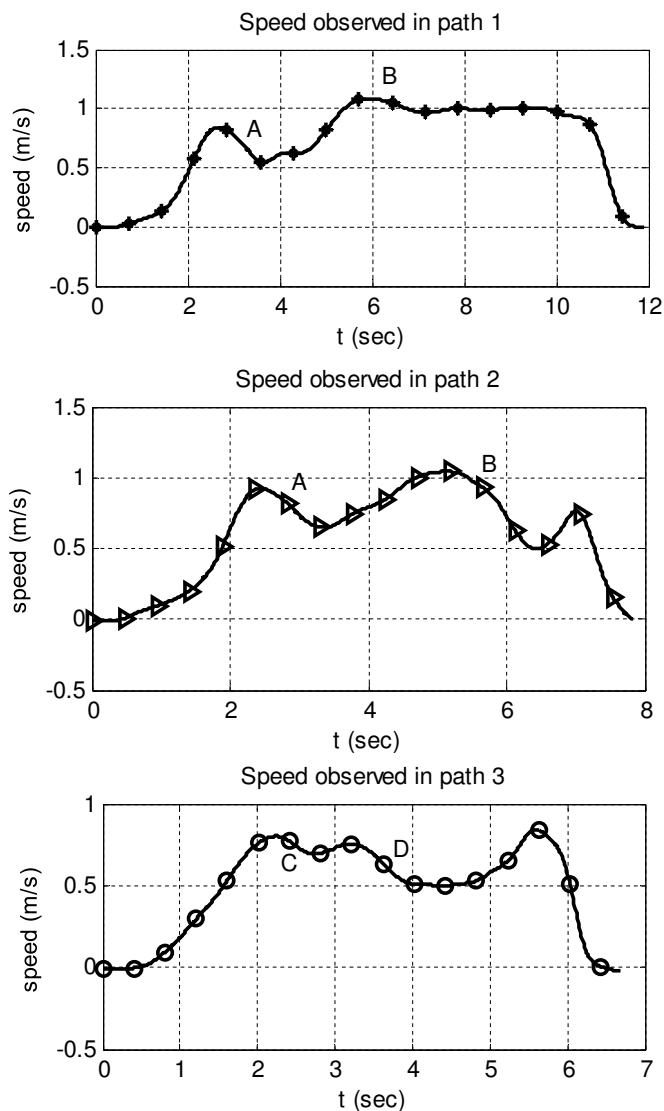 Speed observed in path 1
1.5
1
0.5
0
-0.5
speed (m/s)
A
B
0 2 4 6 8 10 12
t (sec)
Speed observed in path 2
1.5
1
0.5
0
-0.5
speed (m/s)
A
B
0 2 4 6 8
t (sec)
Speed observed in path 3
1
0.5
0
-0.5
speed (m/s)
C
D
0 1 2 3 4 5 6 7
t (sec)